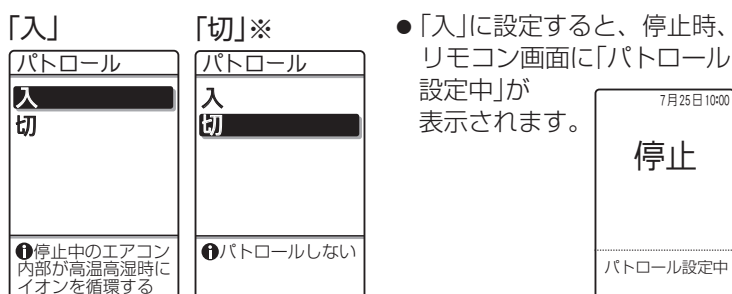 「入」
パトロール
入
切
❶停止中のエアコン
内部が高温高湿時に
イオンを循環する
「切」※
パトロール
入
切
❶パトロールしない
●「入」に設定すると、停止時、
リモコン画面に「パトロール
設定中」が
表示されます。
7月25日10:00
停止
パトロール設定中